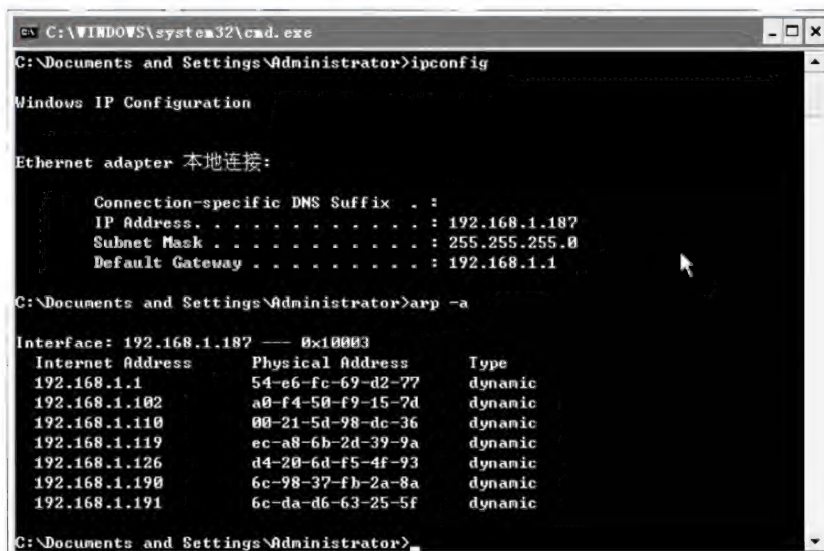 C:\WINDOWS\system32\cmd.exe
C:\Documents and Settings\Administrator>ipconfig
Windows IP Configuration
Ethernet adapter 本地连接:
Connection-specific DNS Suffix . :
IP Address. . . . . . . . . . . . : 192.168.1.187
Subnet Mask . . . . . . . . . . . : 255.255.255.0
Default Gateway . . . . . . . . . : 192.168.1.1
C:\Documents and Settings\Administrator>arp -a
Interface: 192.168.1.187 --- 0x10003
Internet Address Physical Address Type
192.168.1.1 54-e6-fc-69-d2-77 dynamic
192.168.1.102 a0-f4-50-f9-15-7d dynamic
192.168.1.110 00-21-5d-98-dc-36 dynamic
192.168.1.119 ec-a8-6b-2d-39-9a dynamic
192.168.1.126 d4-20-6d-f5-4f-93 dynamic
192.168.1.190 6c-98-37-fb-2a-8a dynamic
192.168.1.191 6c-da-d6-63-25-5f dynamic
C:\Documents and Settings\Administrator>_